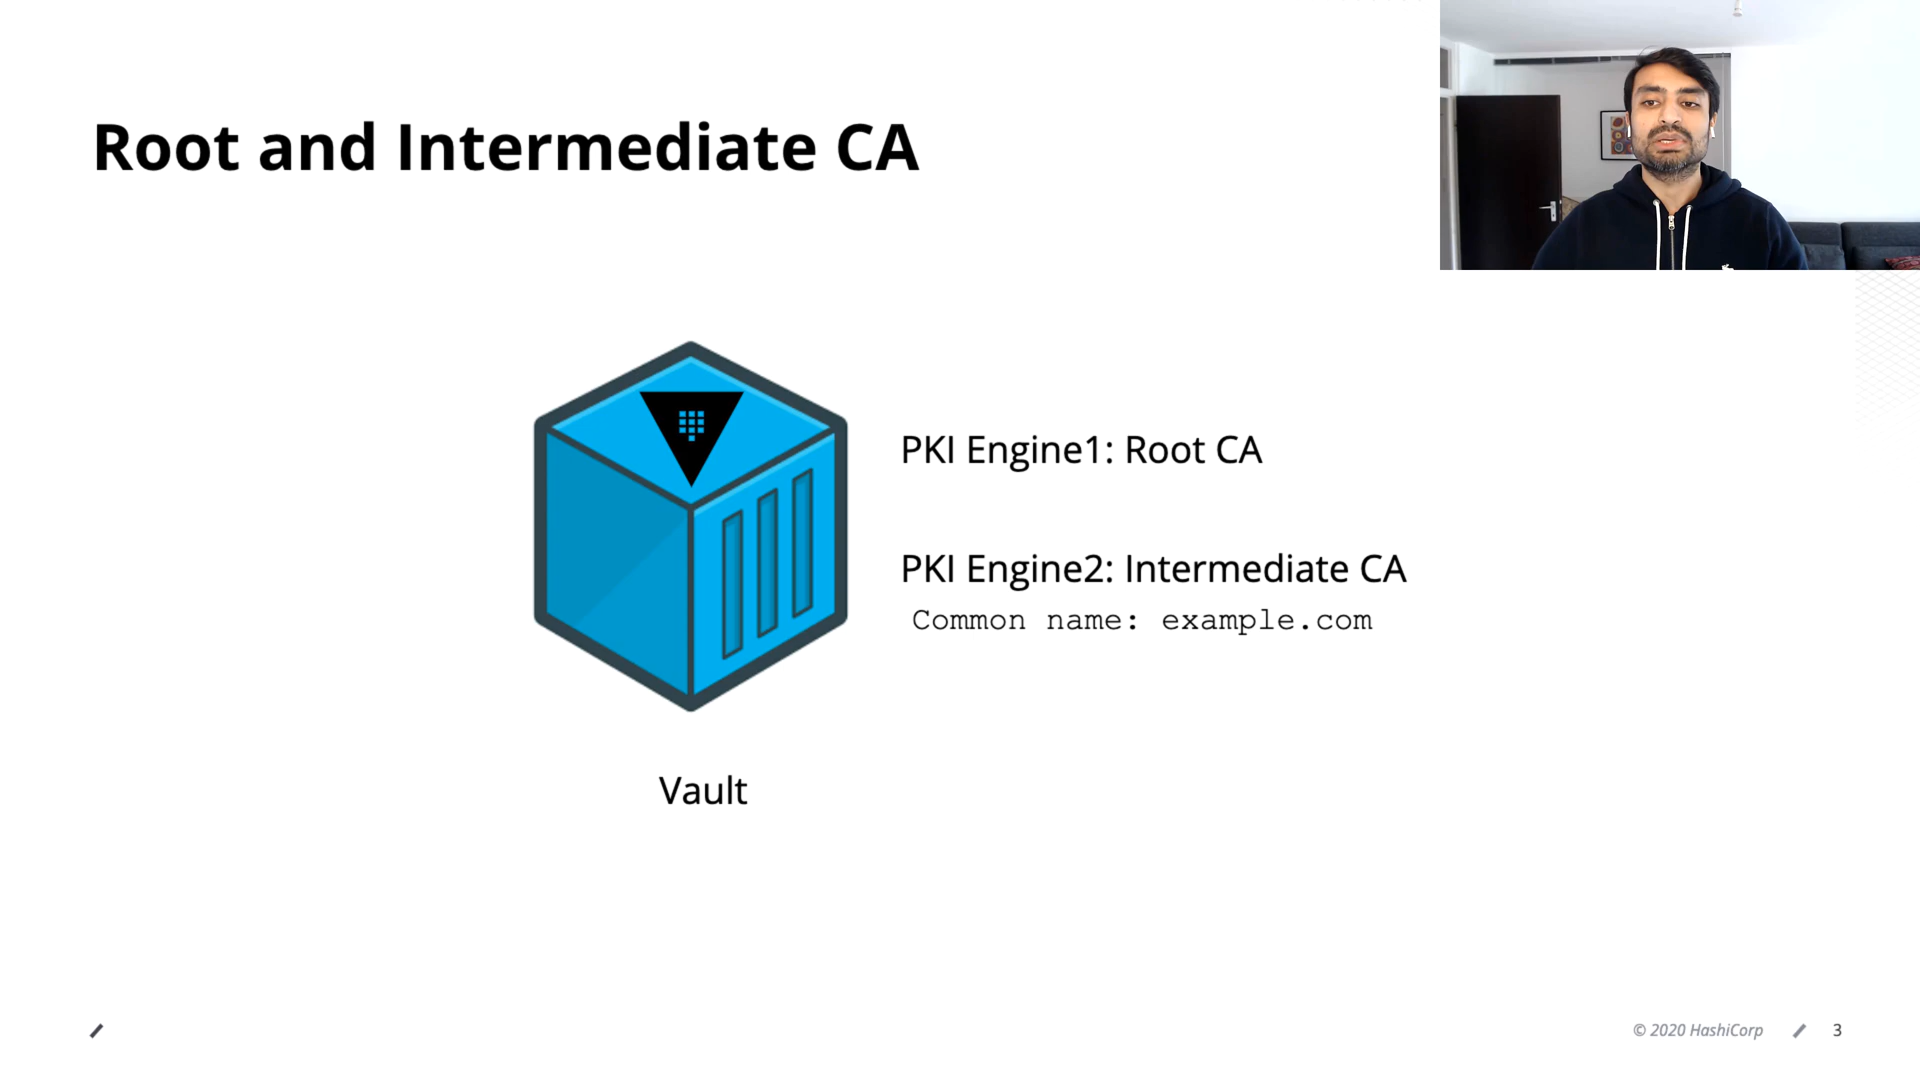 Root and Intermediate CA
PKI Engine1: Root CA
PKI Engine2: Intermediate CA
Common name: example.com
Vault
© 2020 HashiCorp
3